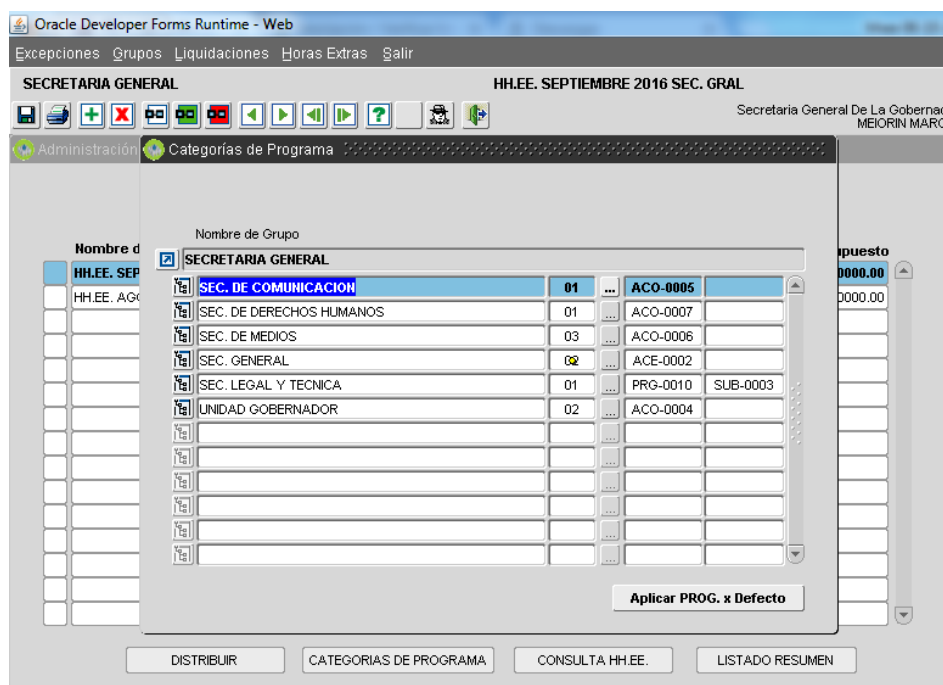 Oracle Developer Forms Runtime - Web
Excepciones Grupos Liquidaciones Horas Extras Salir
SECRETARIA GENERAL HH.EE. SEPTIEMBRE 2016 SEC. GRAL
Secretaria General De La Gobernac
MEIORIN MARC
Administración Categorías de Programa
Nombre de Grupo
Nombre d upuesto
SECRETARIA GENERAL
HH.EE. SEP SEC. DE COMUNICACION 01 ... ACO-0005 0000.00
HH.EE. AGO SEC. DE DERECHOS HUMANOS 01 ... ACO-0007 0000.00
SEC. DE MEDIOS 03 ... ACO-0006
SEC. GENERAL 02 ... ACE-0002
SEC. LEGAL Y TECNICA 01 ... PRG-0010 SUB-0003
UNIDAD GOBERNADOR 02 ... ACO-0004
Aplicar PROG. x Defecto
DISTRIBUIR CATEGORIAS DE PROGRAMA CONSULTA HH.EE. LISTADO RESUMEN